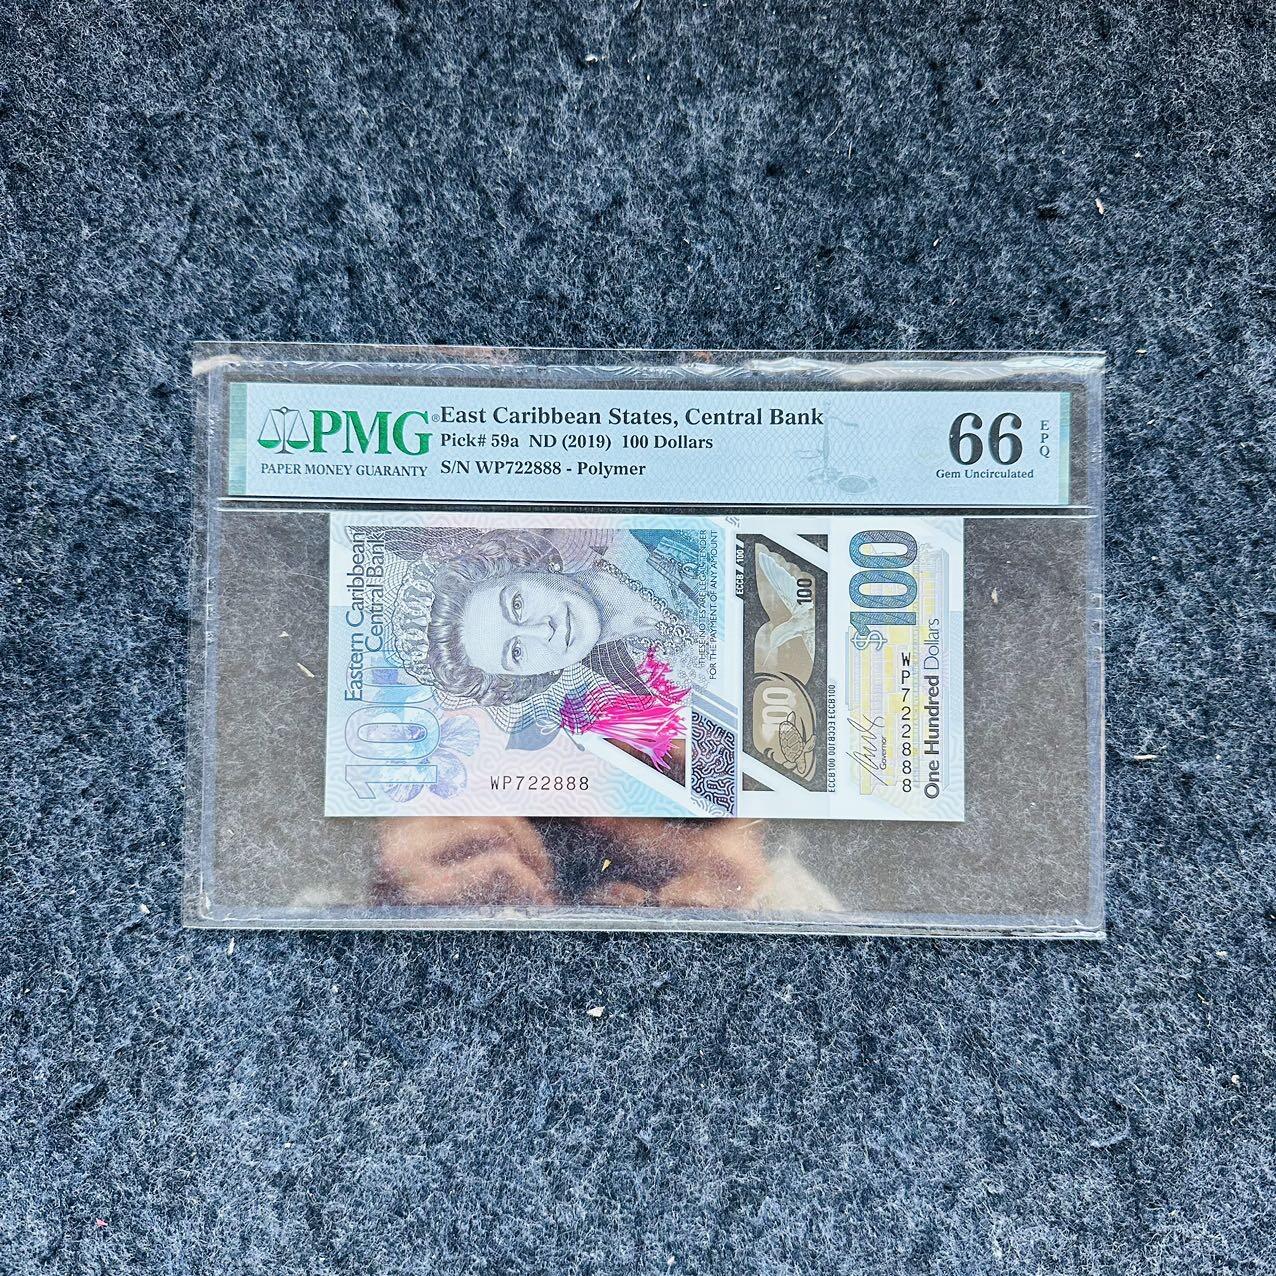 PMG®
PAPER MONEY GUARANTY
East Caribbean States, Central Bank
Pick# 59a ND (2019) 100 Dollars
S/N WP722888 - Polymer
66
EPQ
Gem Uncirculated
Eastern Caribbean
Central Bank
100
WP722888
THESE NOTES ARE LEGAL TENDER
FOR THE PAYMENT OF ANY AMOUNT
100
100
$100
WP722888
Governor
One Hundred Dollars